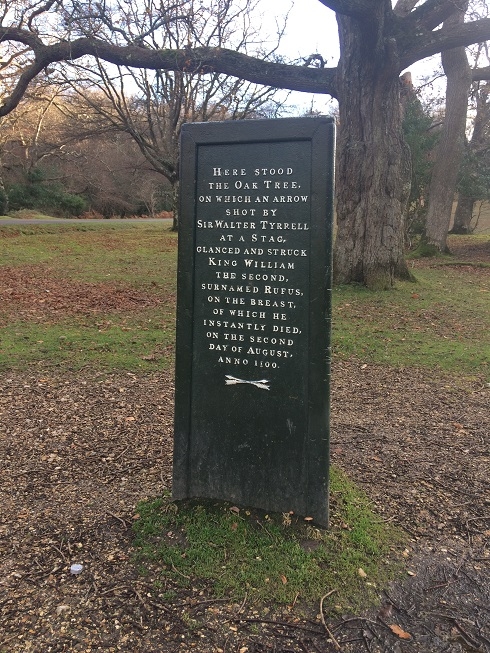 HERE STOOD
THE OAK TREE,
ON WHICH AN ARROW
SHOT BY
SIR WALTER TYRRELL
AT A STAG,
GLANCED AND STRUCK
KING WILLIAM
THE SECOND,
SURNAMED RUFUS,
ON THE BREAST,
OF WHICH HE
INSTANTLY DIED,
ON THE SECOND
DAY OF AUGUST,
ANNO 1100.